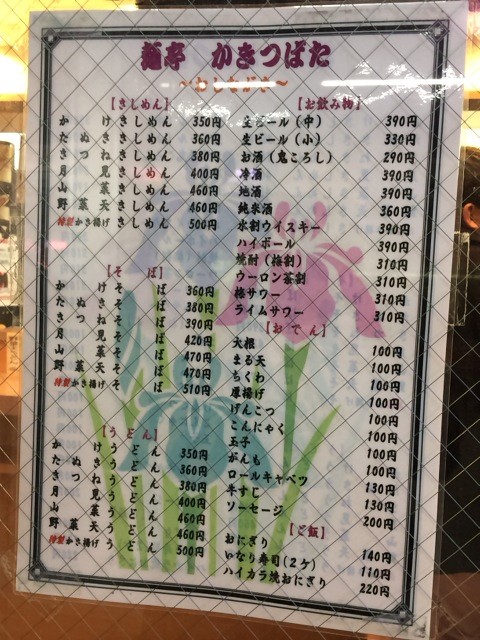 麺亭 かきつばた
～おしながき～
【きしめん】
かけきしめん 350円
たぬききしめん 360円
きつねきしめん 380円
月見きしめん 400円
山菜きしめん 460円
野菜天きしめん 460円
特製かき揚げきしめん 500円
【そば】
かけそば 360円
たぬきそば 380円
きつねそば 390円
月見そば 420円
山菜そば 470円
野菜天そば 470円
特製かき揚げそば 510円
【うどん】
かけうどん 350円
たぬきうどん 360円
きつねうどん 380円
月見うどん 400円
山菜うどん 460円
野菜天うどん 460円
特製かき揚げうどん 500円
【お飲み物】
生ビール(中) 390円
生ビール(小) 330円
お酒(鬼ころし) 290円
冷酒 390円
地酒 390円
純米酒 360円
水割ウイスキー 390円
ハイボール 390円
焼酎(梅割) 310円
ウーロン茶割 310円
梅サワー 310円
ライムサワー 310円
【おでん】
大根 100円
まる天 100円
ちくわ 100円
厚揚げ 100円
げんこつ 100円
こんにゃく 100円
玉子 100円
がんも 100円
ロールキャベツ 130円
牛すじ 130円
ソーセージ 200円
【ご飯】
おにぎり 140円
いなり寿司(2ケ) 110円
ハイカラ焼おにぎり 220円